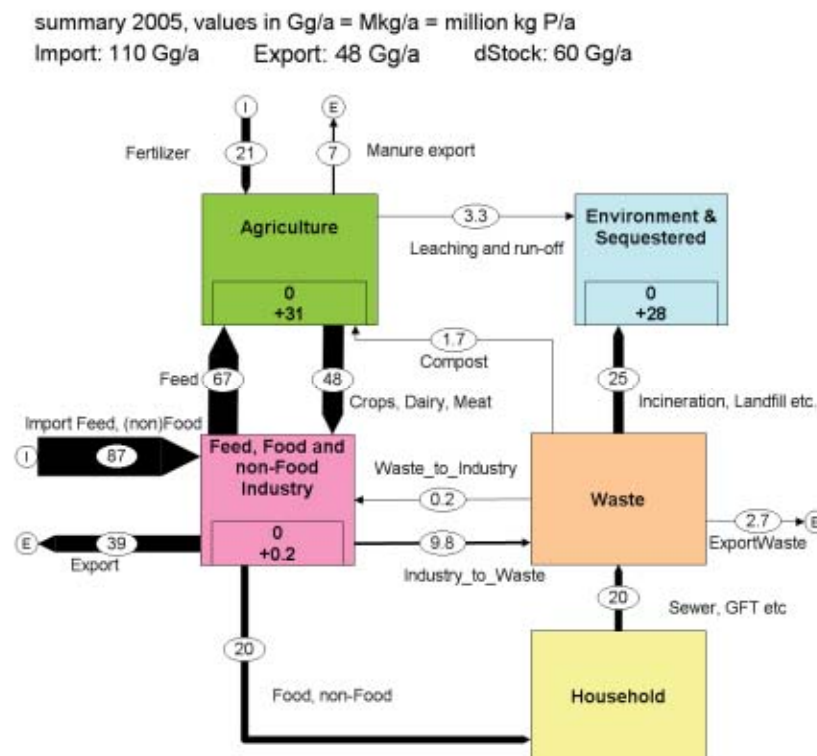 summary 2005, values in Gg/a = Mkg/a = million kg P/a
Import: 110 Gg/a Export: 48 Gg/a dStock: 60 Gg/a
I
E
Fertilizer
21
7
Manure export
Agriculture
0
+31
3.3
Leaching and run-off
Environment &
Sequestered
0
+28
1.7
Compost
Feed
67
48
Crops, Dairy, Meat
25
Incineration, Landfill etc.
Import Feed, (non)Food
I
87
Feed, Food and
non-Food
Industry
0
+0.2
Waste_to_Industry
0.2
Waste
E
39
Export
9.8
Industry_to_Waste
2.7
E
ExportWaste
20
Sewer, GFT etc
20
Food, non-Food
Household